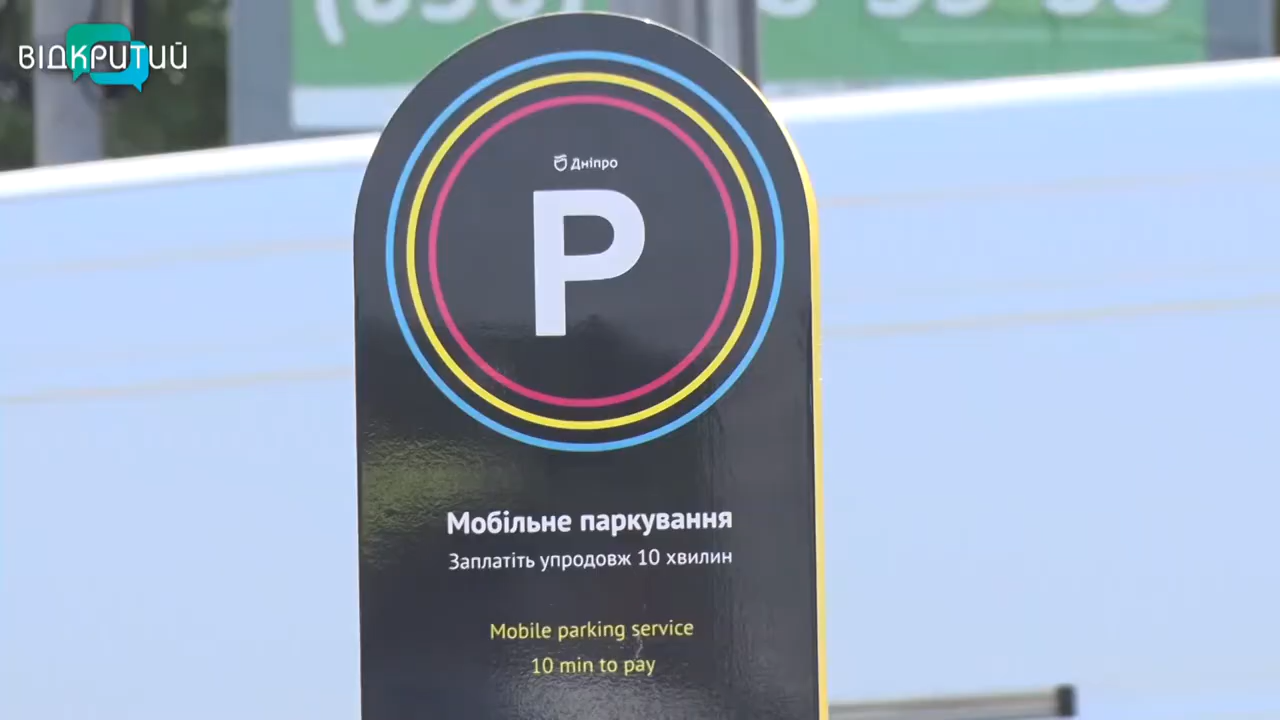 ВІДКРИТИЙ
Дніпро
P
Мобільне паркування
Заплатіть упродовж 10 хвилин
Mobile parking service
10 min to pay